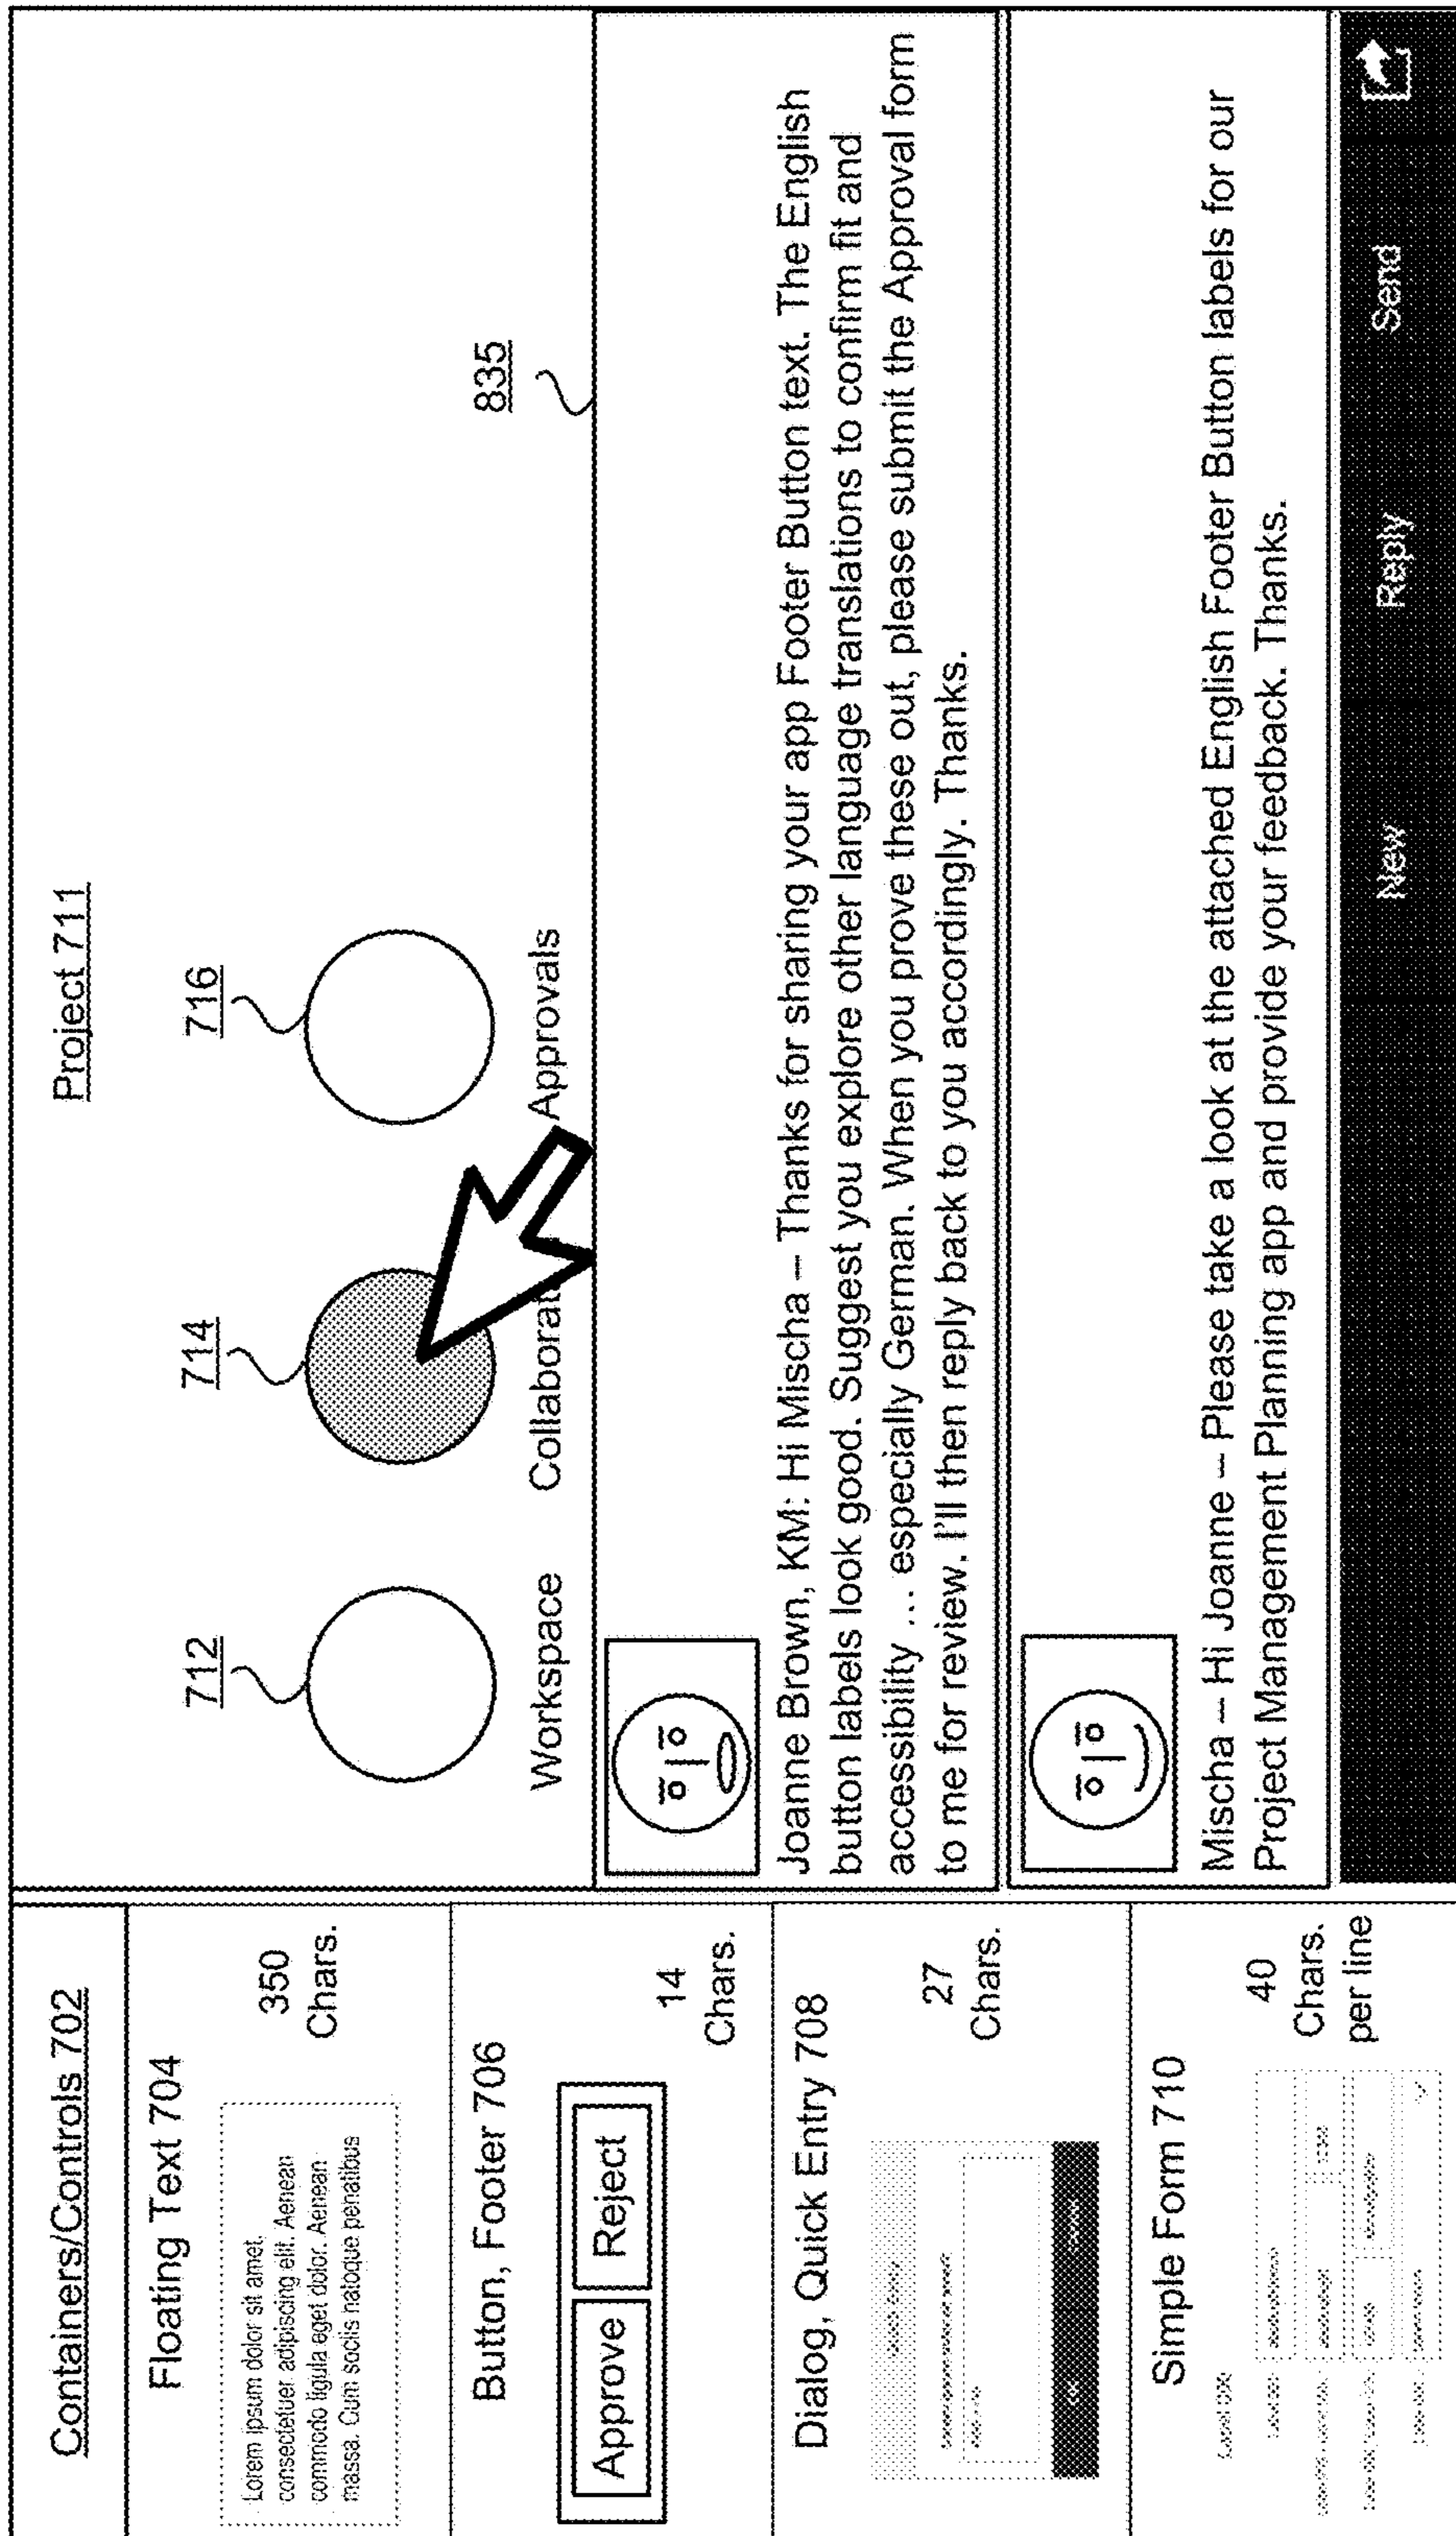 Containers/Controls 702
Floating Text 704
Lorem ipsum dolor sit amet,
consectetuer adipiscing elit. Aenean
commodo ligula eget dolor. Aenean
massa. Cum sociis natoque penatibus
350
Chars.
Button, Footer 706
Approve
Reject
14
Chars.
Dialog, Quick Entry 708
27
Chars.
Simple Form 710
40
Chars.
per line
Project 711
712
714
716
Workspace
Collaborat
Approvals
835
Joanne Brown, KM: Hi Mischa – Thanks for sharing your app Footer Button text. The English
button labels look good. Suggest you explore other language translations to confirm fit and
accessibility ... especially German. When you prove these out, please submit the Approval form
to me for review. I'll then reply back to you accordingly. Thanks.
Mischa – Hi Joanne – Please take a look at the attached English Footer Button labels for our
Project Management Planning app and provide your feedback. Thanks.
New
Reply
Send